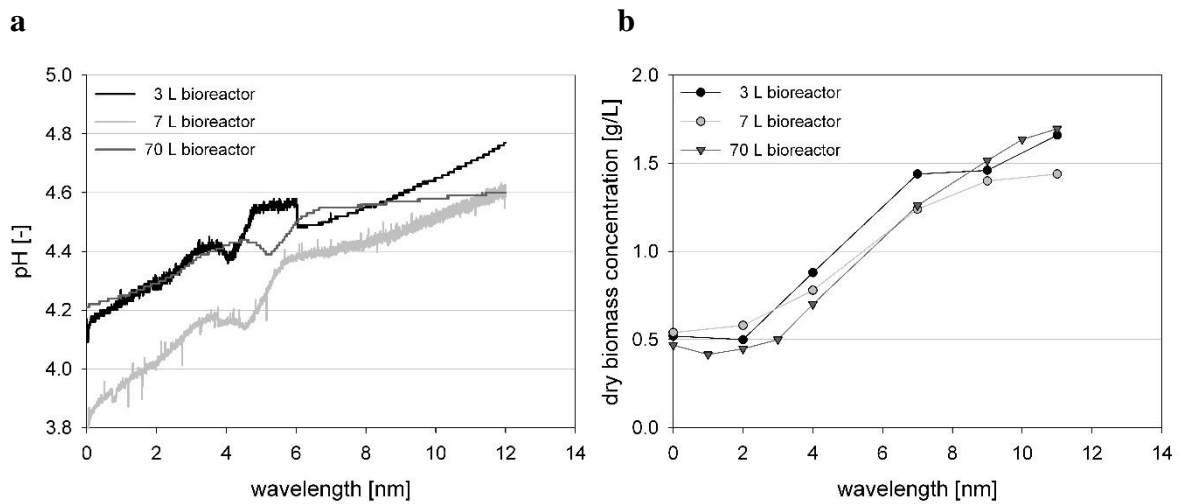 a
5.0
4.8
4.6
4.4
4.2
4.0
3.8
pH [-]
3 L bioreactor
7 L bioreactor
70 L bioreactor
0 2 4 6 8 10 12 14
wavelength [nm]
b
2.0
1.5
1.0
0.5
0.0
dry biomass concentration [g/L]
3 L bioreactor
7 L bioreactor
70 L bioreactor
0 2 4 6 8 10 12 14
wavelength [nm]